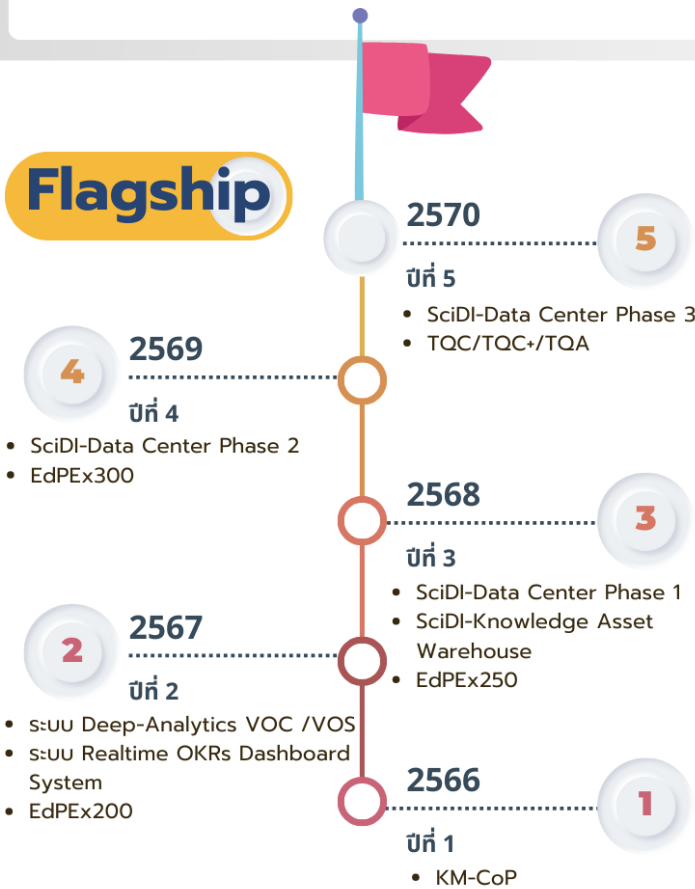 Flagship
2570
5
ปีที่ 5
• SciDI-Data Center Phase 3
• TQC/TQC+/TQA
2569
4
ปีที่ 4
• SciDI-Data Center Phase 2
• EdPEx300
2568
3
ปีที่ 3
• SciDI-Data Center Phase 1
• SciDI-Knowledge Asset
Warehouse
• EdPEx250
2567
2
ปีที่ 2
• ระบบ Deep-Analytics VOC /VOS
• ระบบ Realtime OKRs Dashboard
System
• EdPEx200
2566
1
ปีที่ 1
• KM-CoP